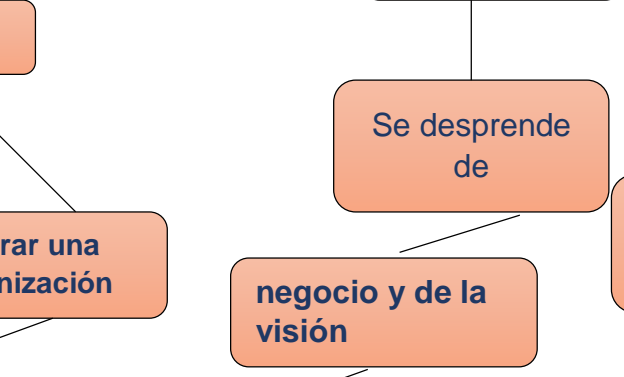 Se desprende
de
rar una
nización
negocio y de la
visión